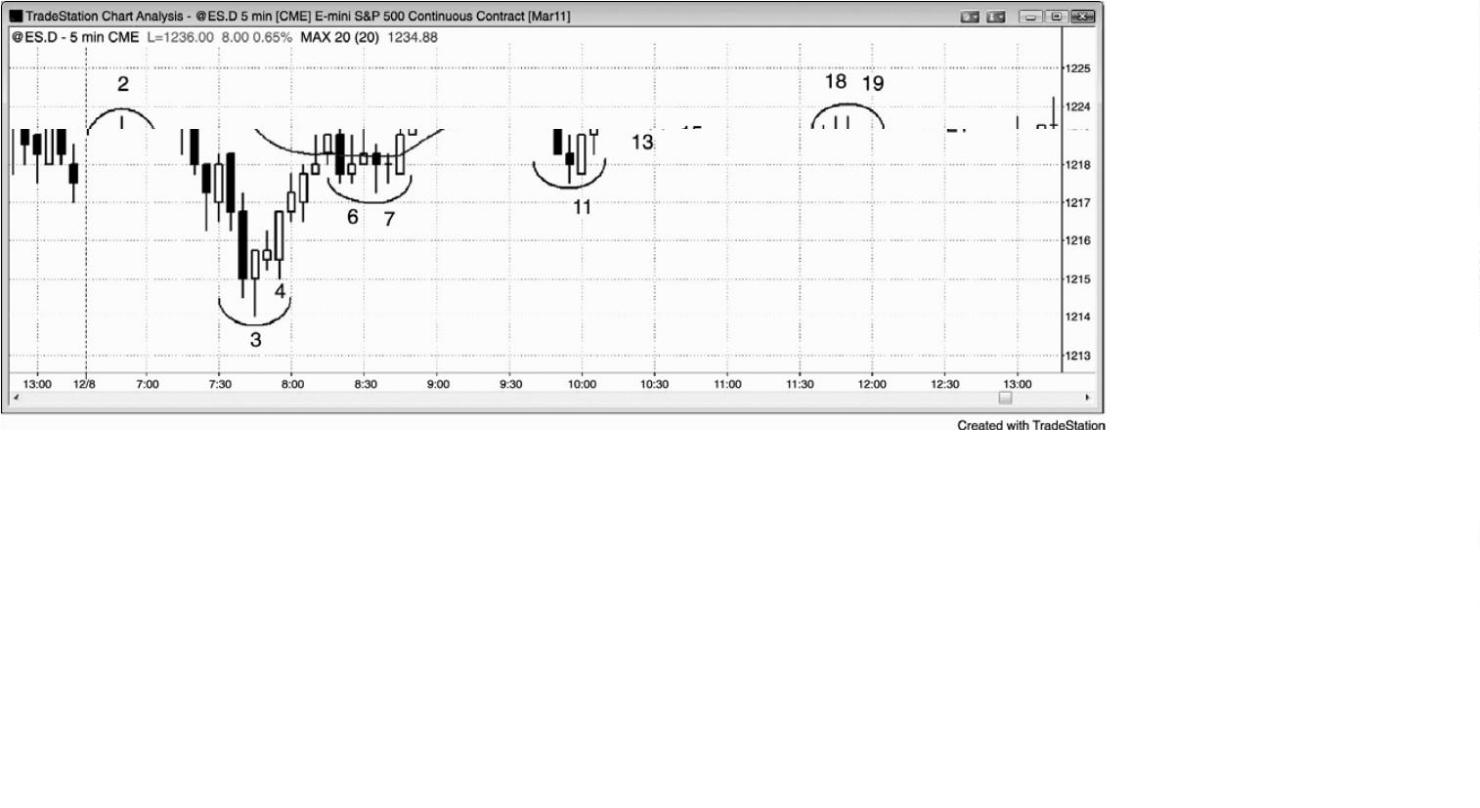 TradeStation Chart Analysis - @ES.D 5 min [CME] E-mini S&P 500 Continuous Contract [Mar11]
@ES.D - 5 min CME L=1236.00 8.00 0.65% MAX 20 (20) 1234.88
1225
2 18 19
1224
13
1218
11
1217
6 7
1216
1215
4
1214
3
1213
13:00 12/8 7:00 7:30 8:00 8:30 9:00 9:30 10:00 10:30 11:00 11:30 12:00 12:30 13:00
Created with TradeStation